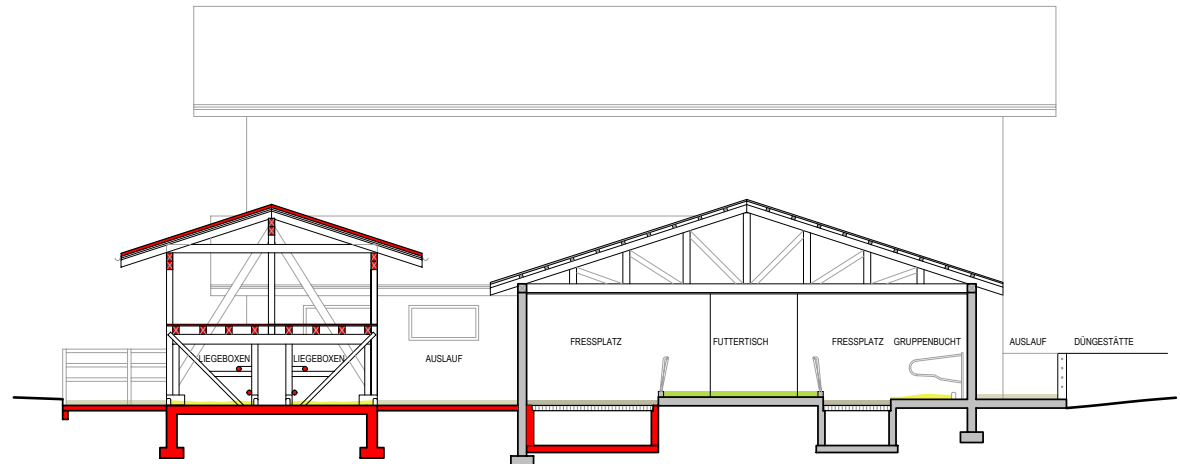 LIEGEBOXEN
LIEGEBOXEN
AUSLAUF
FRESSPLATZ
FUTTERTISCH
FRESSPLATZ
GRUPPENBUCHT
AUSLAUF
DÜNGESTÄTTE